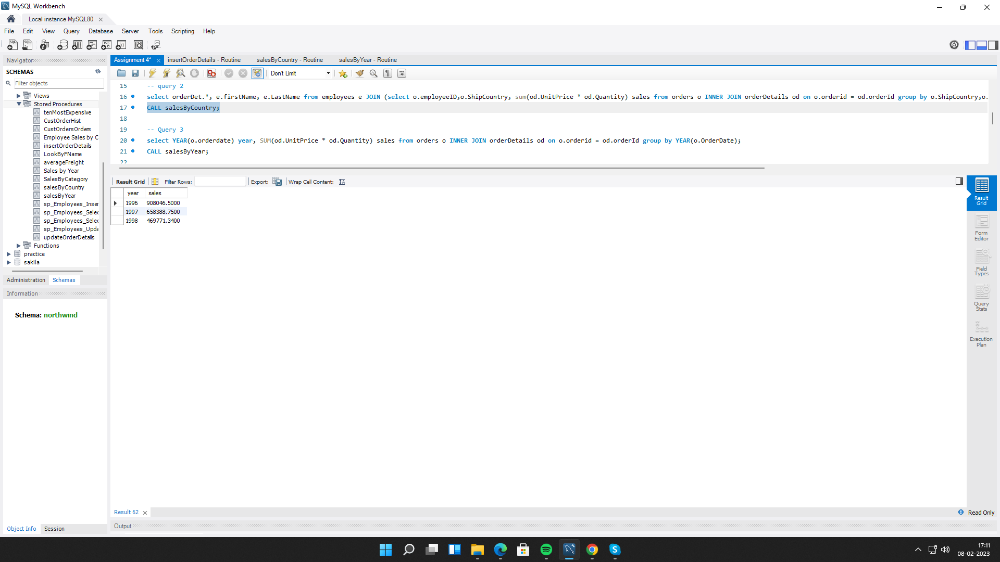 MySQL Workbench
Local instance MySQL80
File Edit View Query Database Server Tools Scripting Help
Navigator
SCHEMAS
Filter objects
Views
Stored Procedures
tenMostExpensive
CustOrderHist
CustOrdersOrders
Employee Sales by C
insertOrderDetails
LookByFName
averageFreight
Sales by Year
SalesByCategory
salesByCountry
salesByYear
sp_Employees_Inser
sp_Employees_Selec
sp_Employees_Selec
sp_Employees_Upda
updateOrderDetails
Functions
practice
sakila
Administration Schemas
Information
Schema: northwind
Object Info Session
Assignment 4* insertOrderDetails - Routine salesByCountry - Routine salesByYear - Routine
Don't Limit
15 -- query 2
16 select orderDet.*, e.firstName, e.LastName from employees e JOIN (select o.employeeID,o.ShipCountry, sum(od.UnitPrice * od.Quantity) sales from orders o INNER JOIN orderDetails od on o.orderid = od.orderId group by o.ShipCountry,o.
17 CALL salesByCountry;
18
19 -- Query 3
20 select YEAR(o.orderdate) year, SUM(od.UnitPrice * od.Quantity) sales from orders o INNER JOIN orderDetails od on o.orderid = od.orderId group by YEAR(o.OrderDate);
21 CALL salesByYear;
22
Result Grid Filter Rows: Export: Wrap Cell Content:
year sales
1996 908046.5000
1997 658388.7500
1998 469771.3400
Result
Grid
Form
Editor
Field
Types
Query
Stats
Execution
Plan
Result 62
Read Only
Output
17:11
08-02-2023